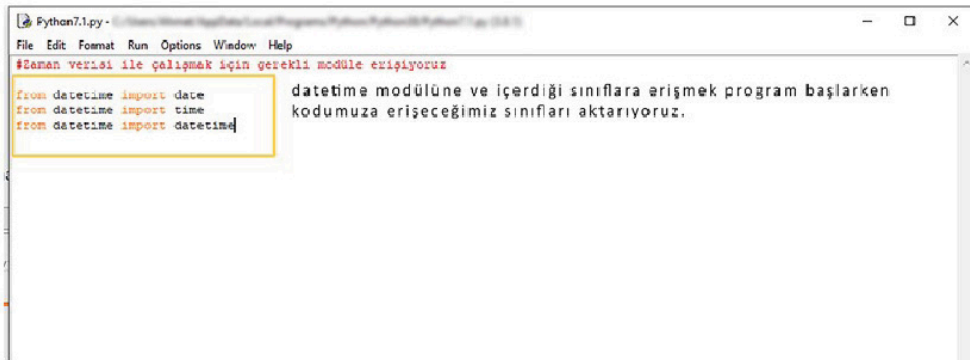 Python7.1.py -
File Edit Format Run Options Window Help
#Zaman verisi ile çalışmak için gerekli modüle erişiyoruz
from datetime import date
from datetime import time
from datetime import datetime
datetime modülüne ve içerdiği sınıflara erişmek program başlarken
kodumuza erişeceğimiz sınıfları aktarıyoruz.